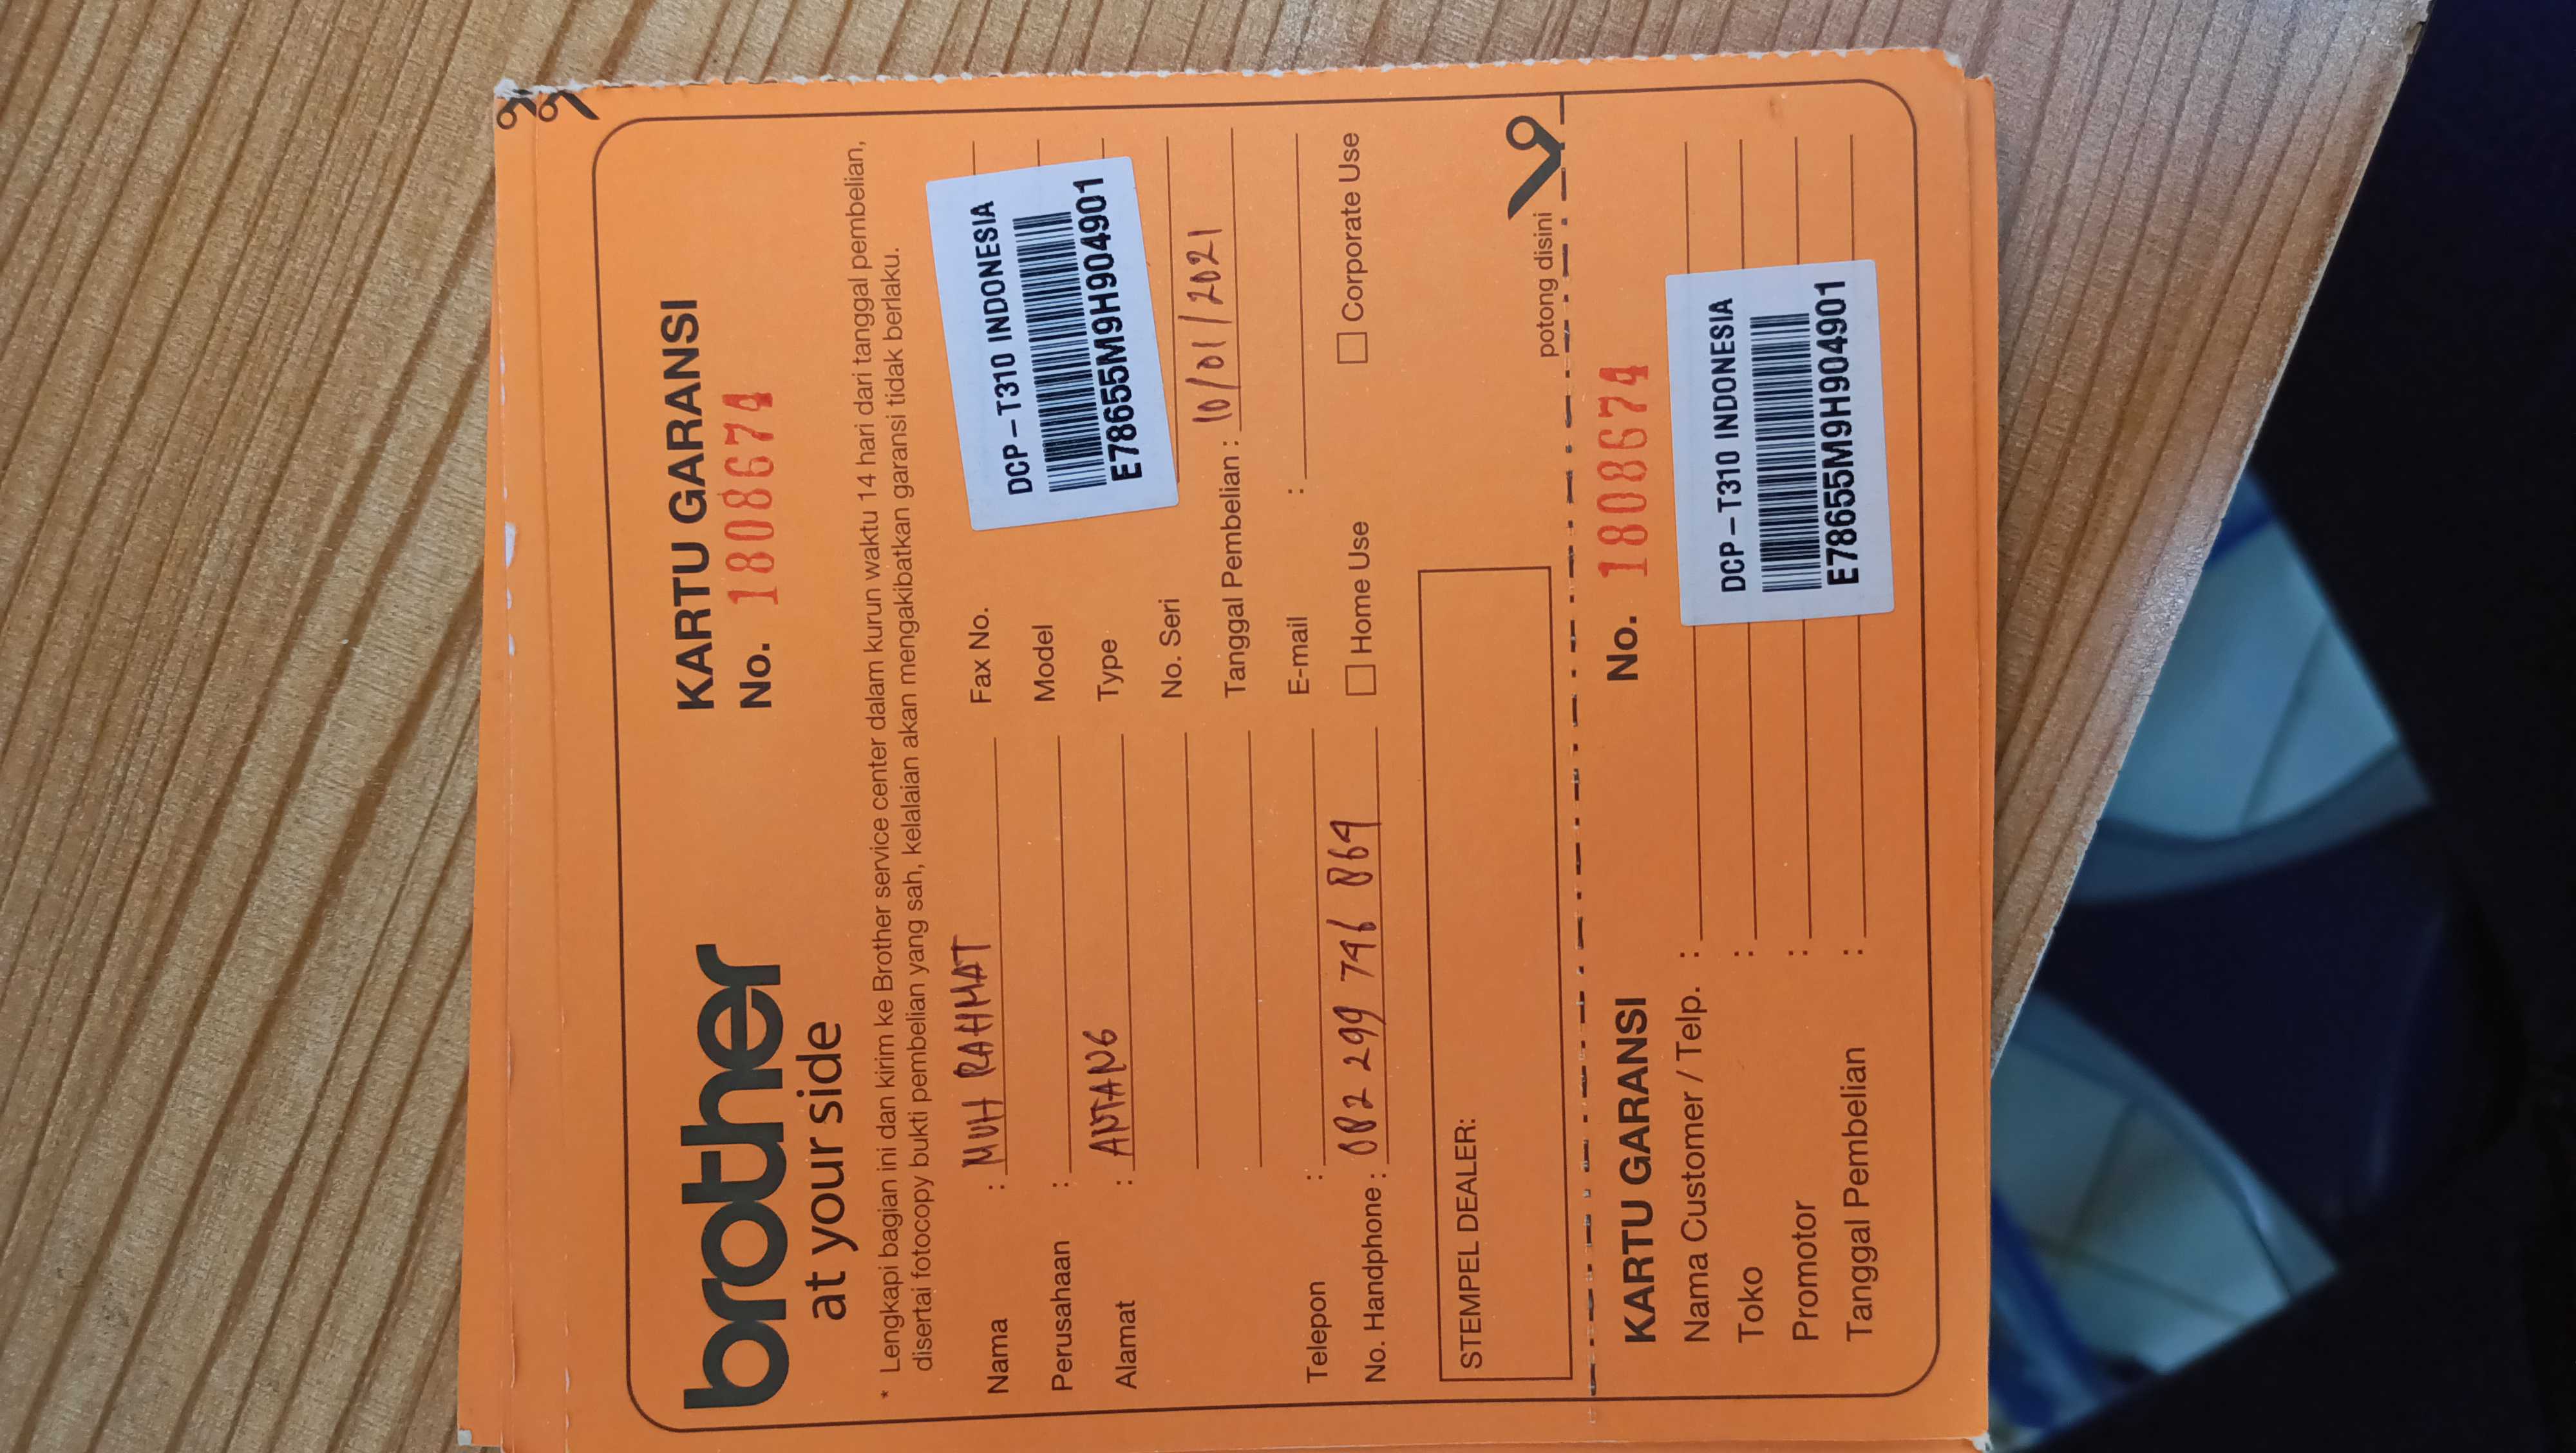 brother
at your side
KARTU GARANSI
No. 1808674
* Lengkapi bagian ini dan kirim ke Brother service center dalam kurun waktu 14 hari dari tanggal pembelian,
disertai fotocopy bukti pembelian yang sah, kelalaian akan mengakibatkan garansi tidak berlaku.
Nama : MUH RAHMAT
Perusahaan :
Alamat : ANTANG
Telepon :
No. Handphone : 082 299 746 864
Fax No.
Model
Type
No. Seri
DCP-T310 INDONESIA
E78655M9H904901
Tanggal Pembelian : 10/01/2021
E-mail :
Home Use Corporate Use
STEMPEL DEALER:
potong disini
KARTU GARANSI No. 1808674
Nama Customer / Telp. :
Toko :
Promotor :
Tanggal Pembelian :
DCP-T310 INDONESIA
E78655M9H904901